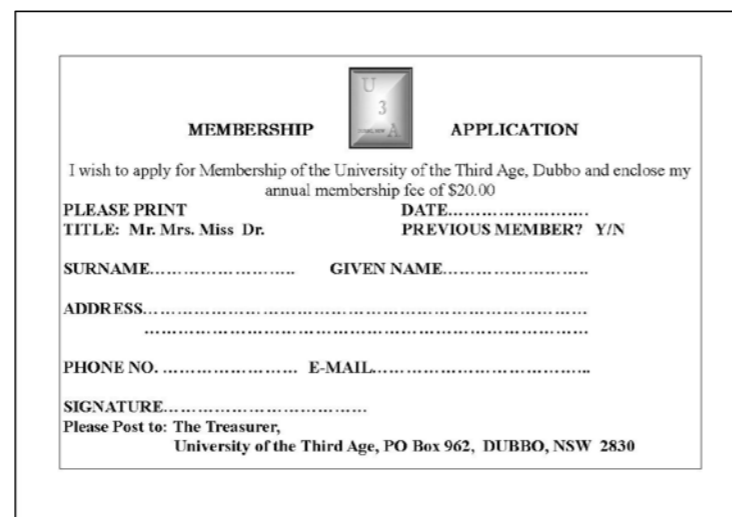 U
3
A
MEMBERSHIP APPLICATION
I wish to apply for Membership of the University of the Third Age, Dubbo and enclose my
annual membership fee of $20.00
PLEASE PRINT DATE……………………
TITLE: Mr. Mrs. Miss Dr. PREVIOUS MEMBER? Y/N
SURNAME…………………….. GIVEN NAME……………………..
ADDRESS……………………………………………………………………
……………………………………………………………………
PHONE NO. …………………… E-MAIL………………………………..
SIGNATURE………………………………
Please Post to: The Treasurer,
University of the Third Age, PO Box 962, DUBBO, NSW 2830